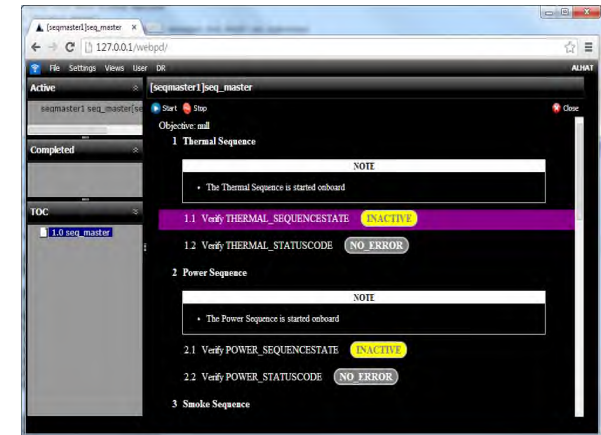 [seqmaster1]seq_master
127.0.0.1/webpd/
File Settings Views User DR
ALHAT
Active
[seqmaster1]seq_master
seqmaster1 seq_master[se
Start Stop
Close
Objective: null
1 Thermal Sequence
Completed
NOTE
• The Thermal Sequence is started onboard
TOC
1.1 Verify THERMAL_SEQUENCESTATE INACTIVE
1.0 seq_master
1.2 Verify THERMAL_STATUSCODE NO_ERROR
2 Power Sequence
NOTE
• The Power Sequence is started onboard
2.1 Verify POWER_SEQUENCESTATE INACTIVE
2.2 Verify POWER_STATUSCODE NO_ERROR
3 Smoke Sequence